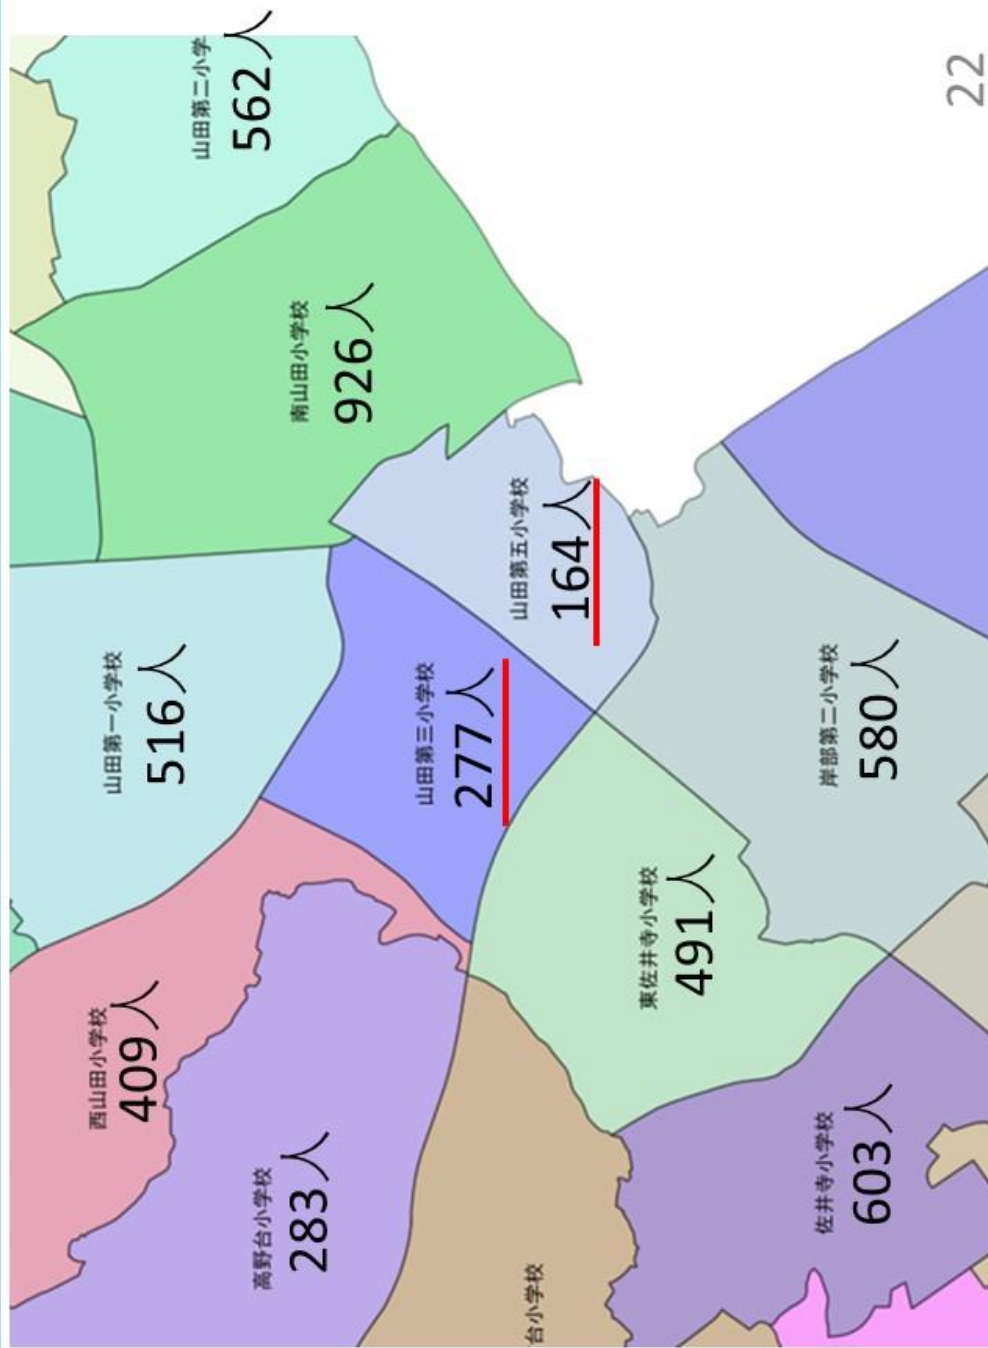 西山田小学校
409人
山田第一小学校
516人
山田第二小学
562人
高野台小学校
283人
南山田小学校
926人
山田第三小学校
277人
山田第五小学校
164人
台小学校
東佐井寺小学校
491人
佐井寺小学校
603人
岸部第二小学校
580人
22